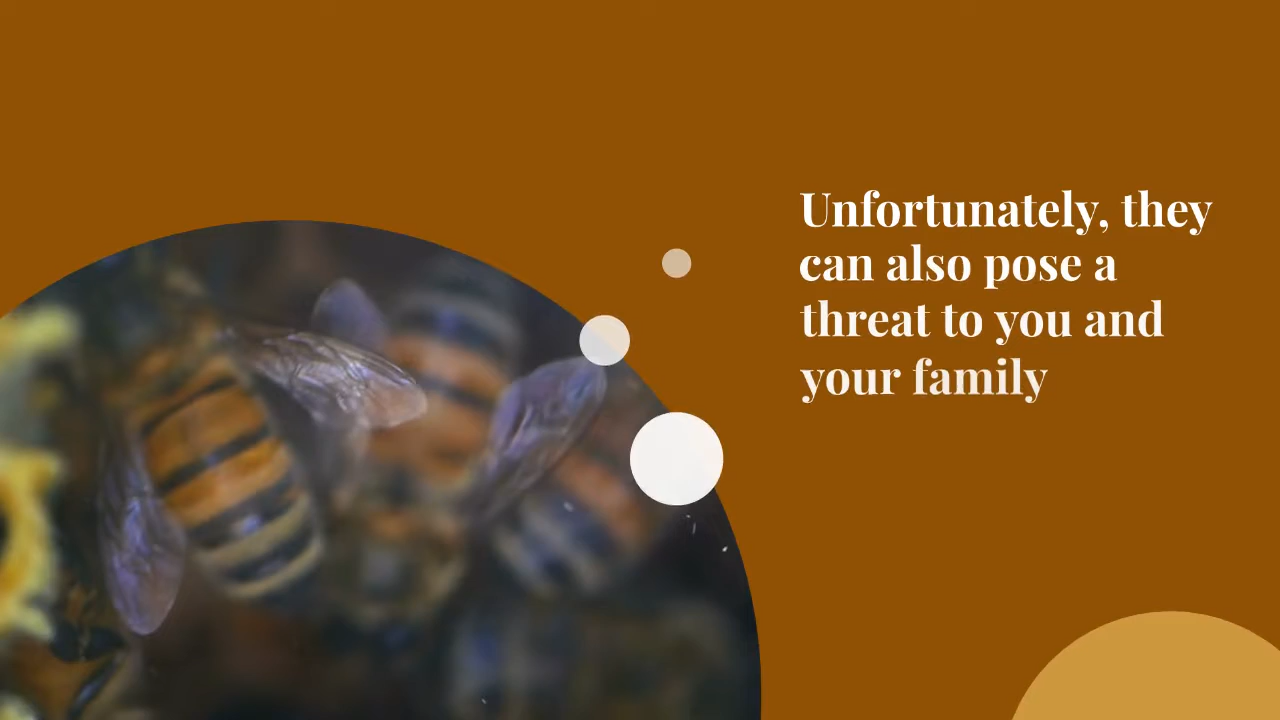 Unfortunately, they
can also pose a
threat to you and
your family